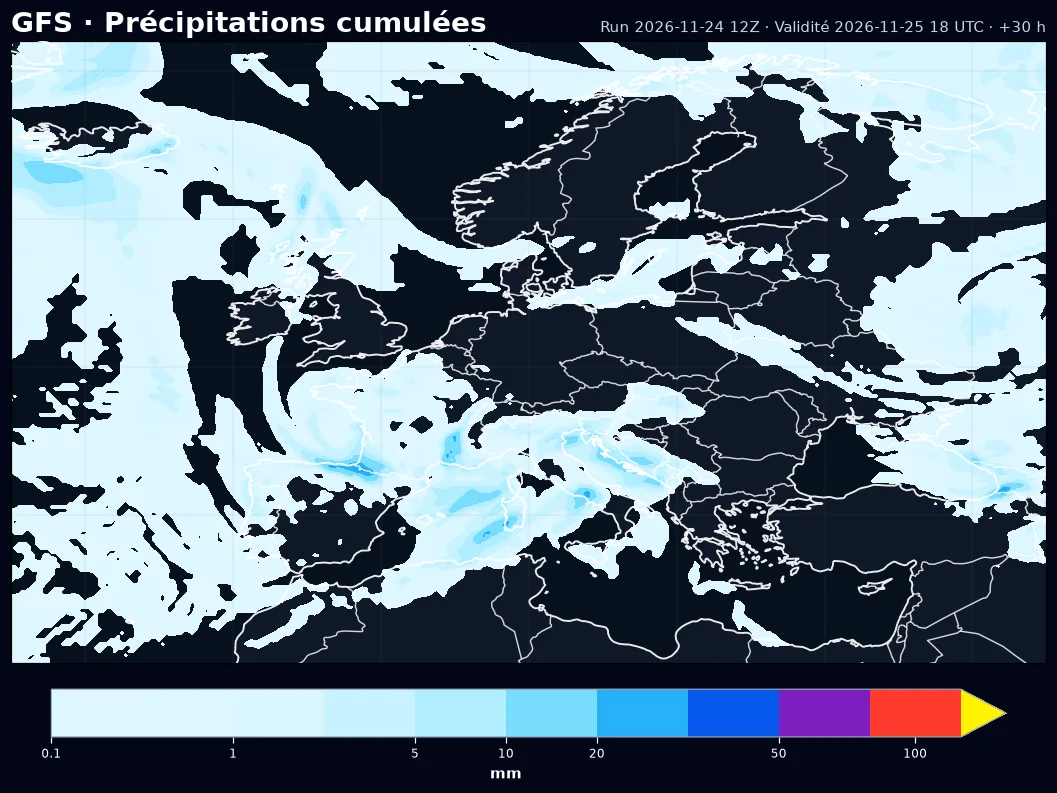 GFS · Précipitations cumulées
Run 2026-11-24 12Z · Validité 2026-11-25 18 UTC · +30 h
0.1 1 5 10 20 50 100
mm